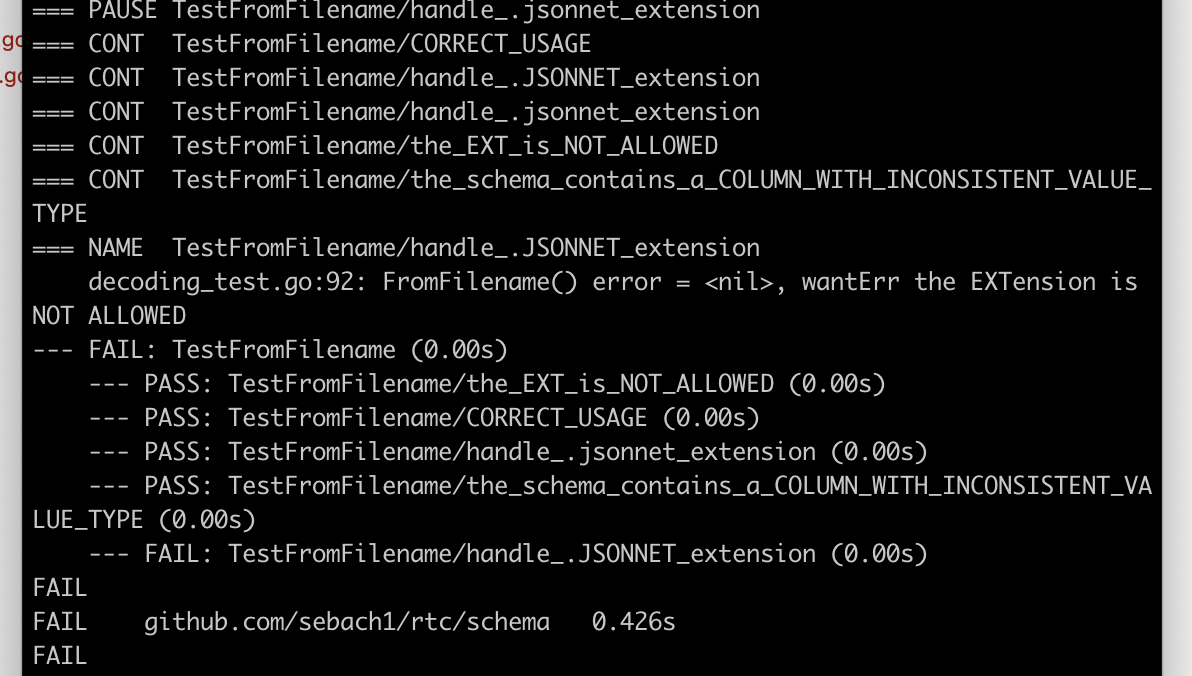 === PAUSE TestFromFilename/handle_.jsonnet_extension
=== CONT  TestFromFilename/CORRECT_USAGE
=== CONT  TestFromFilename/handle_.JSONNET_extension
=== CONT  TestFromFilename/handle_.jsonnet_extension
=== CONT  TestFromFilename/the_EXT_is_NOT_ALLOWED
=== CONT  TestFromFilename/the_schema_contains_a_COLUMN_WITH_INCONSISTENT_VALUE_
TYPE
=== NAME  TestFromFilename/handle_.JSONNET_extension
    decoding_test.go:92: FromFilename() error = <nil>, wantErr the EXTension is
NOT ALLOWED
--- FAIL: TestFromFilename (0.00s)
    --- PASS: TestFromFilename/the_EXT_is_NOT_ALLOWED (0.00s)
    --- PASS: TestFromFilename/CORRECT_USAGE (0.00s)
    --- PASS: TestFromFilename/handle_.jsonnet_extension (0.00s)
    --- PASS: TestFromFilename/the_schema_contains_a_COLUMN_WITH_INCONSISTENT_VA
LUE_TYPE (0.00s)
    --- FAIL: TestFromFilename/handle_.JSONNET_extension (0.00s)
FAIL
FAIL    github.com/sebach1/rtc/schema   0.426s
FAIL